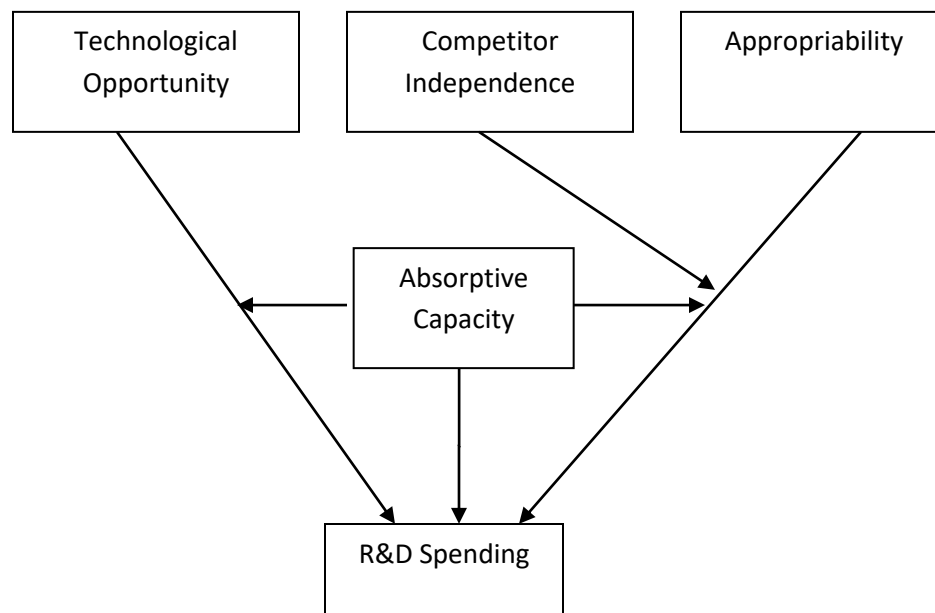 Technological
Opportunity
Competitor
Independence
Appropriability
Absorptive
Capacity
R&D Spending